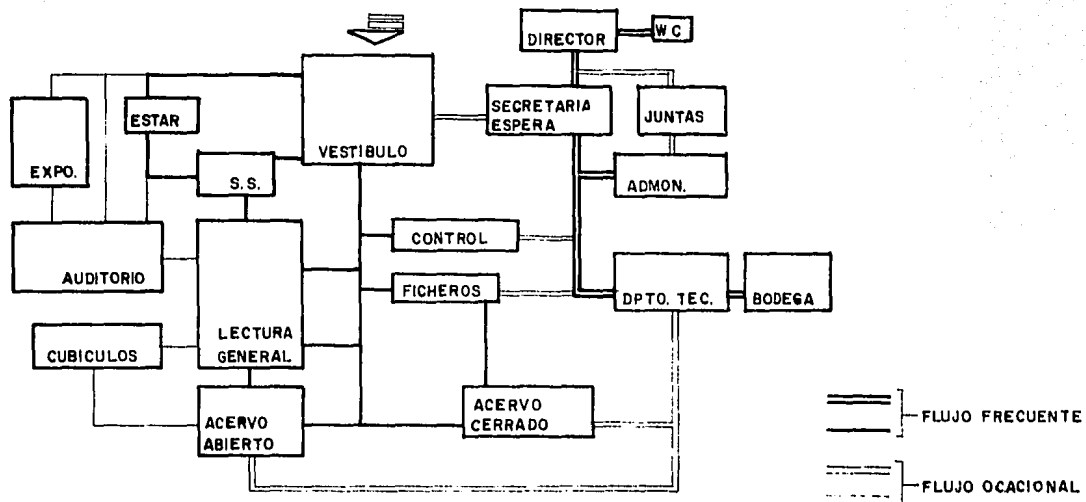 DIRECTOR
WC
SECRETARIA
ESPERA
JUNTAS
ESTAR
VESTÍBULO
EXPO.
S.S.
ADMON.
CONTROL
AUDITORIO
FICHEROS
DPTO. TEC.
BODEGA
LECTURA
GENERAL
CUBICULOS
ACERVO
ABIERTO
ACERVO
CERRADO
FLUJO FRECUENTE
FLUJO OCACIONAL